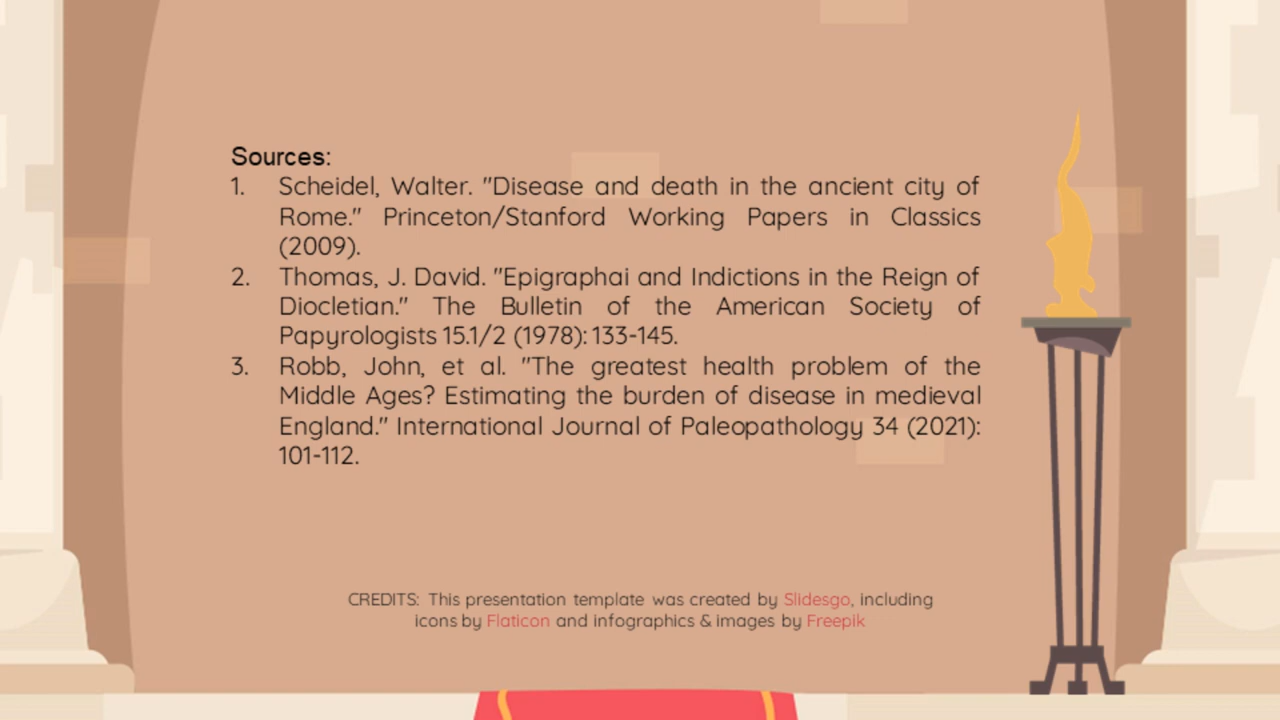 Sources:
1. Scheidel, Walter. "Disease and death in the ancient city of
Rome." Princeton/Stanford Working Papers in Classics
(2009).
2. Thomas, J. David. "Epigraphai and Indictions in the Reign of
Diocletian." The Bulletin of the American Society of
Papyrologists 15.1/2 (1978): 133-145.
3. Robb, John, et al. "The greatest health problem of the
Middle Ages? Estimating the burden of disease in medieval
England." International Journal of Paleopathology 34 (2021):
101-112.
CREDITS: This presentation template was created by Slidesgo, including
icons by Flaticon and infographics & images by Freepik